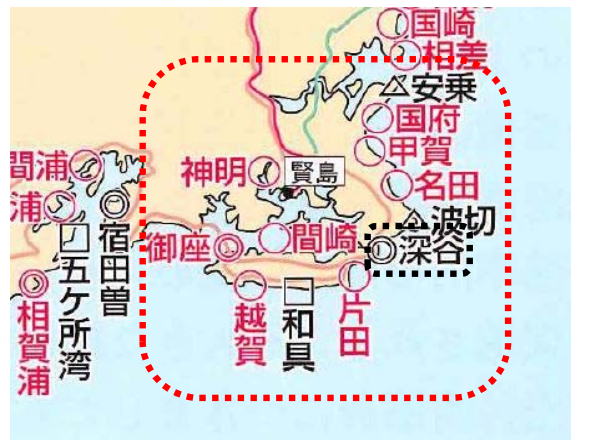 国崎
相差
安乗
国府
甲賀
間浦
神明
賢島
名田
浦
宿田曽
波切
御座
間崎
深谷
五ケ所湾
相賀浦
越賀
和具
片田